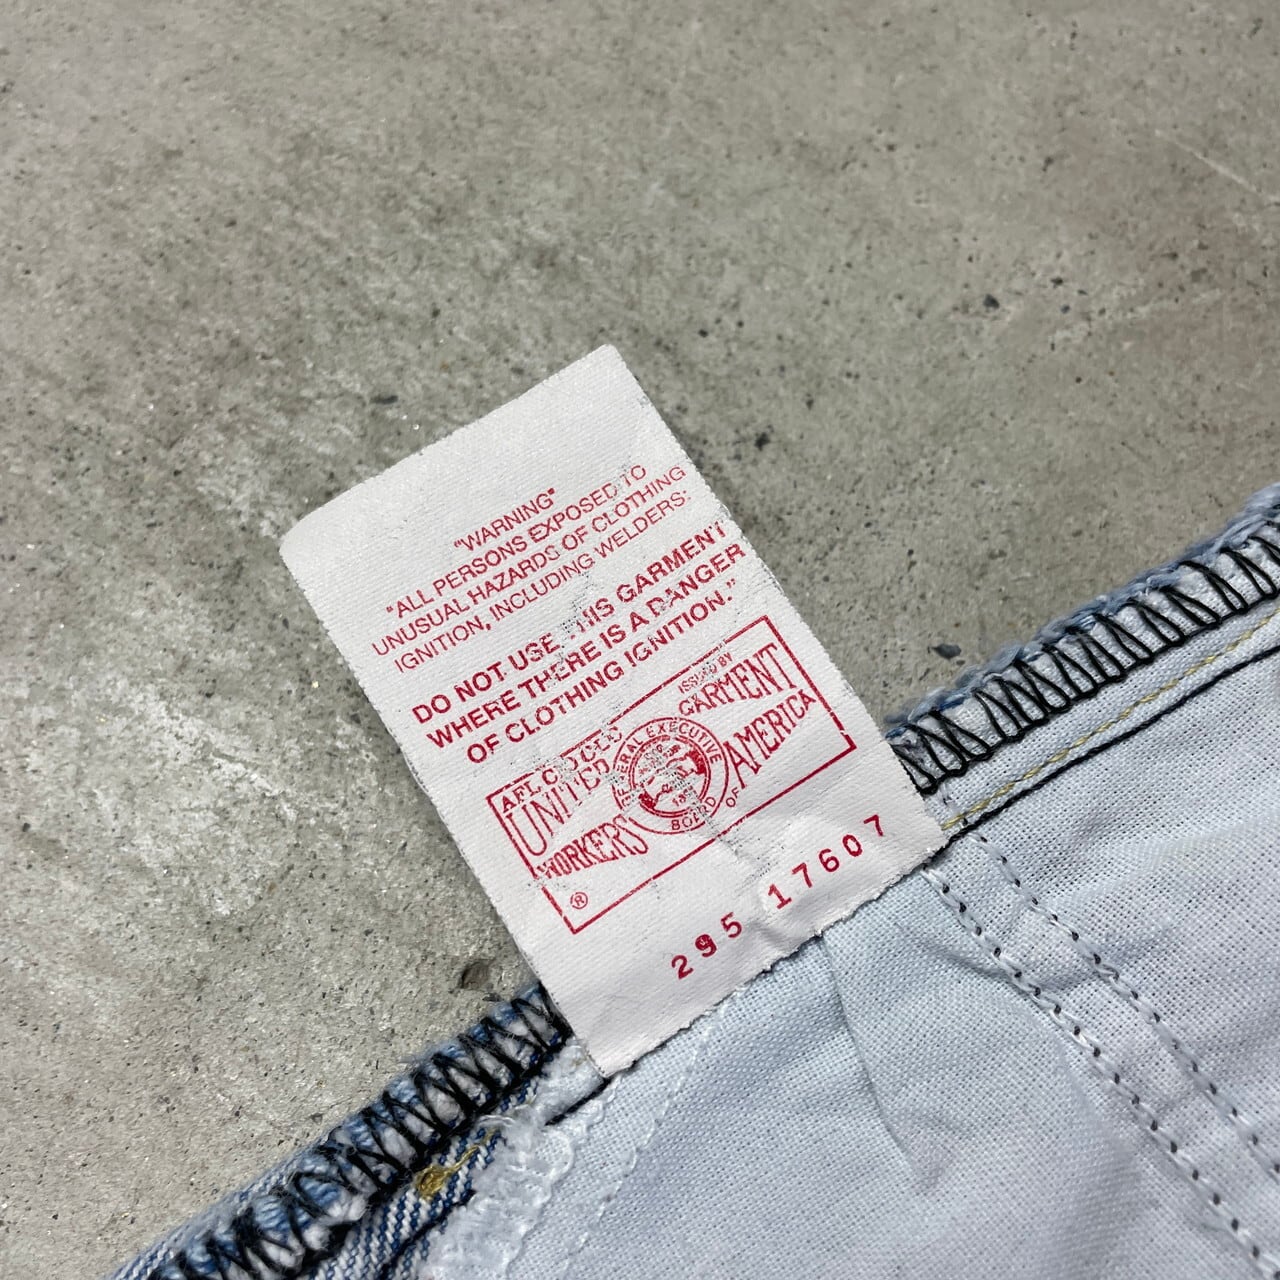 "WARNING"
"ALL PERSONS EXPOSED TO
UNUSUAL HAZARDS OF CLOTHING
IGNITION, INCLUDING WELDERS:
DO NOT USE THIS GARMENT
WHERE THERE IS A DANGER
OF CLOTHING IGNITION."
ISSUED BY
UNITED GARMENT
WORKERS OF AMERICA
FEDERAL EXECUTIVE
BOARD
®
295 17607